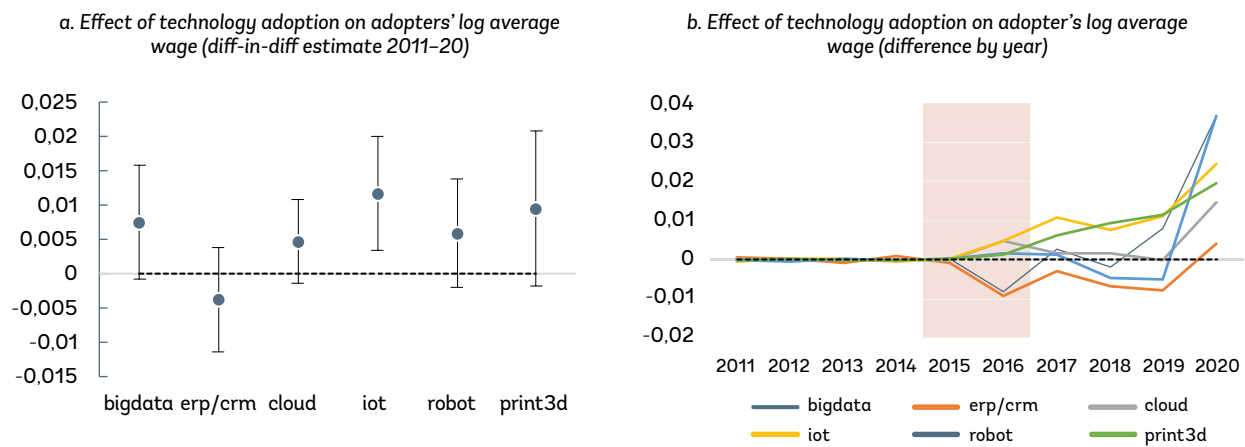 a. Effect of technology adoption on adopters’ log average
wage (diff-in-diff estimate 2011–20)
0,025
0,02
0,015
0,01
0,005
0
-0,005
-0,01
-0,015
bigdata erp/crm cloud iot robot print3d
b. Effect of technology adoption on adopter’s log average
wage (difference by year)
0,04
0,03
0,02
0,01
0
-0,01
-0,02
2011 2012 2013 2014 2015 2016 2017 2018 2019 2020
bigdata erp/crm cloud
iot robot print3d